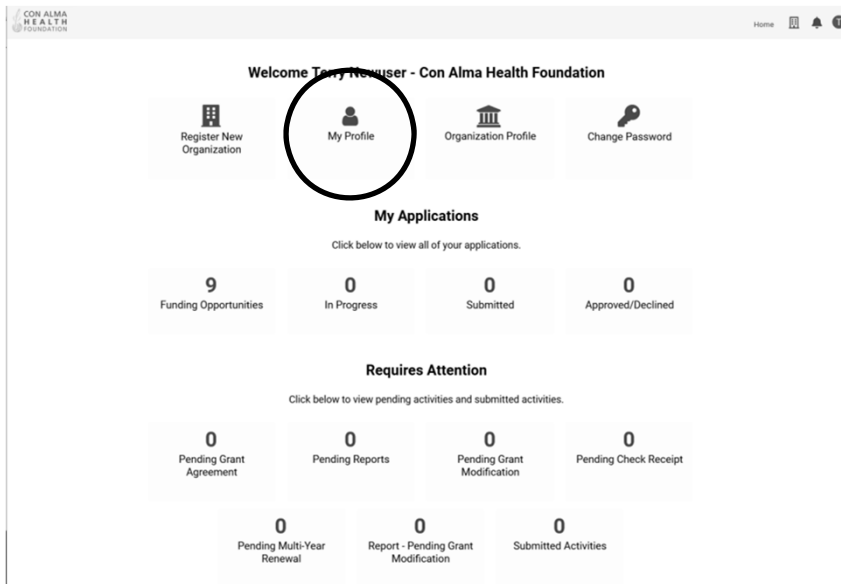 CON ALMA
HEALTH
FOUNDATION
Home
Welcome Terry Newuser - Con Alma Health Foundation
Register New
Organization
My Profile
Organization Profile
Change Password
My Applications
Click below to view all of your applications.
9
Funding Opportunities
0
In Progress
0
Submitted
0
Approved/Declined
Requires Attention
Click below to view pending activities and submitted activities.
0
Pending Grant
Agreement
0
Pending Reports
0
Pending Grant
Modification
0
Pending Check Receipt
0
Pending Multi-Year
Renewal
0
Report - Pending Grant
Modification
0
Submitted Activities